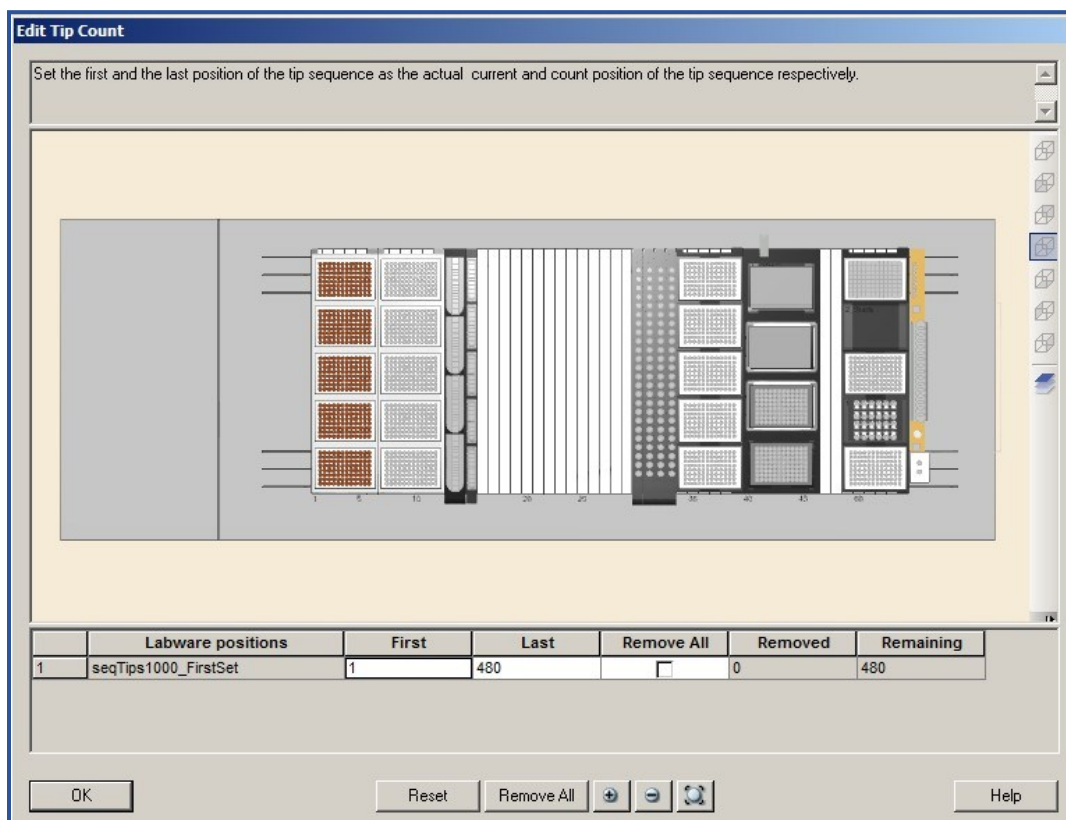 Edit Tip Count
Set the first and the last position of the tip sequence as the actual current and count position of the tip sequence respectively.
1 5 10 20 25 35 40 45 60
Labware positions First Last Remove All Removed Remaining
1 seqTips1000_FirstSet 1 480 0 480
OK Reset Remove All Help